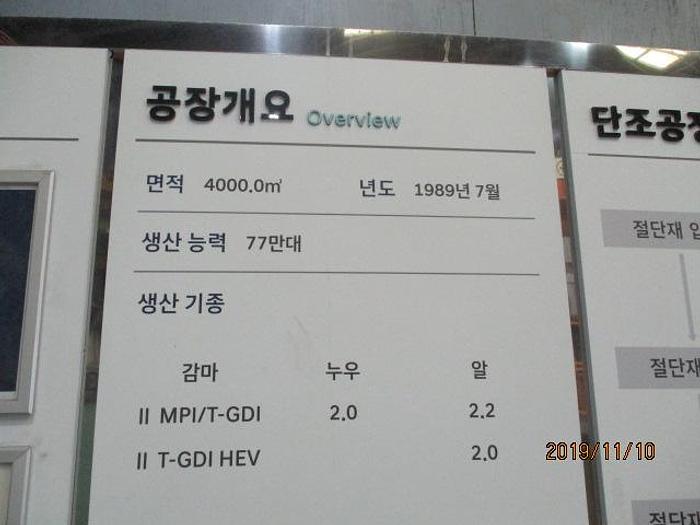 공장개요 Overview
면적 4000.0㎡ 년도 1989년 7월
생산 능력 77만대
생산 기종
감마 누우 알
II MPI/T-GDI 2.0 2.2
II T-GDI HEV 2.0
단조공정
절단재
절단재
절단재
2019/11/10